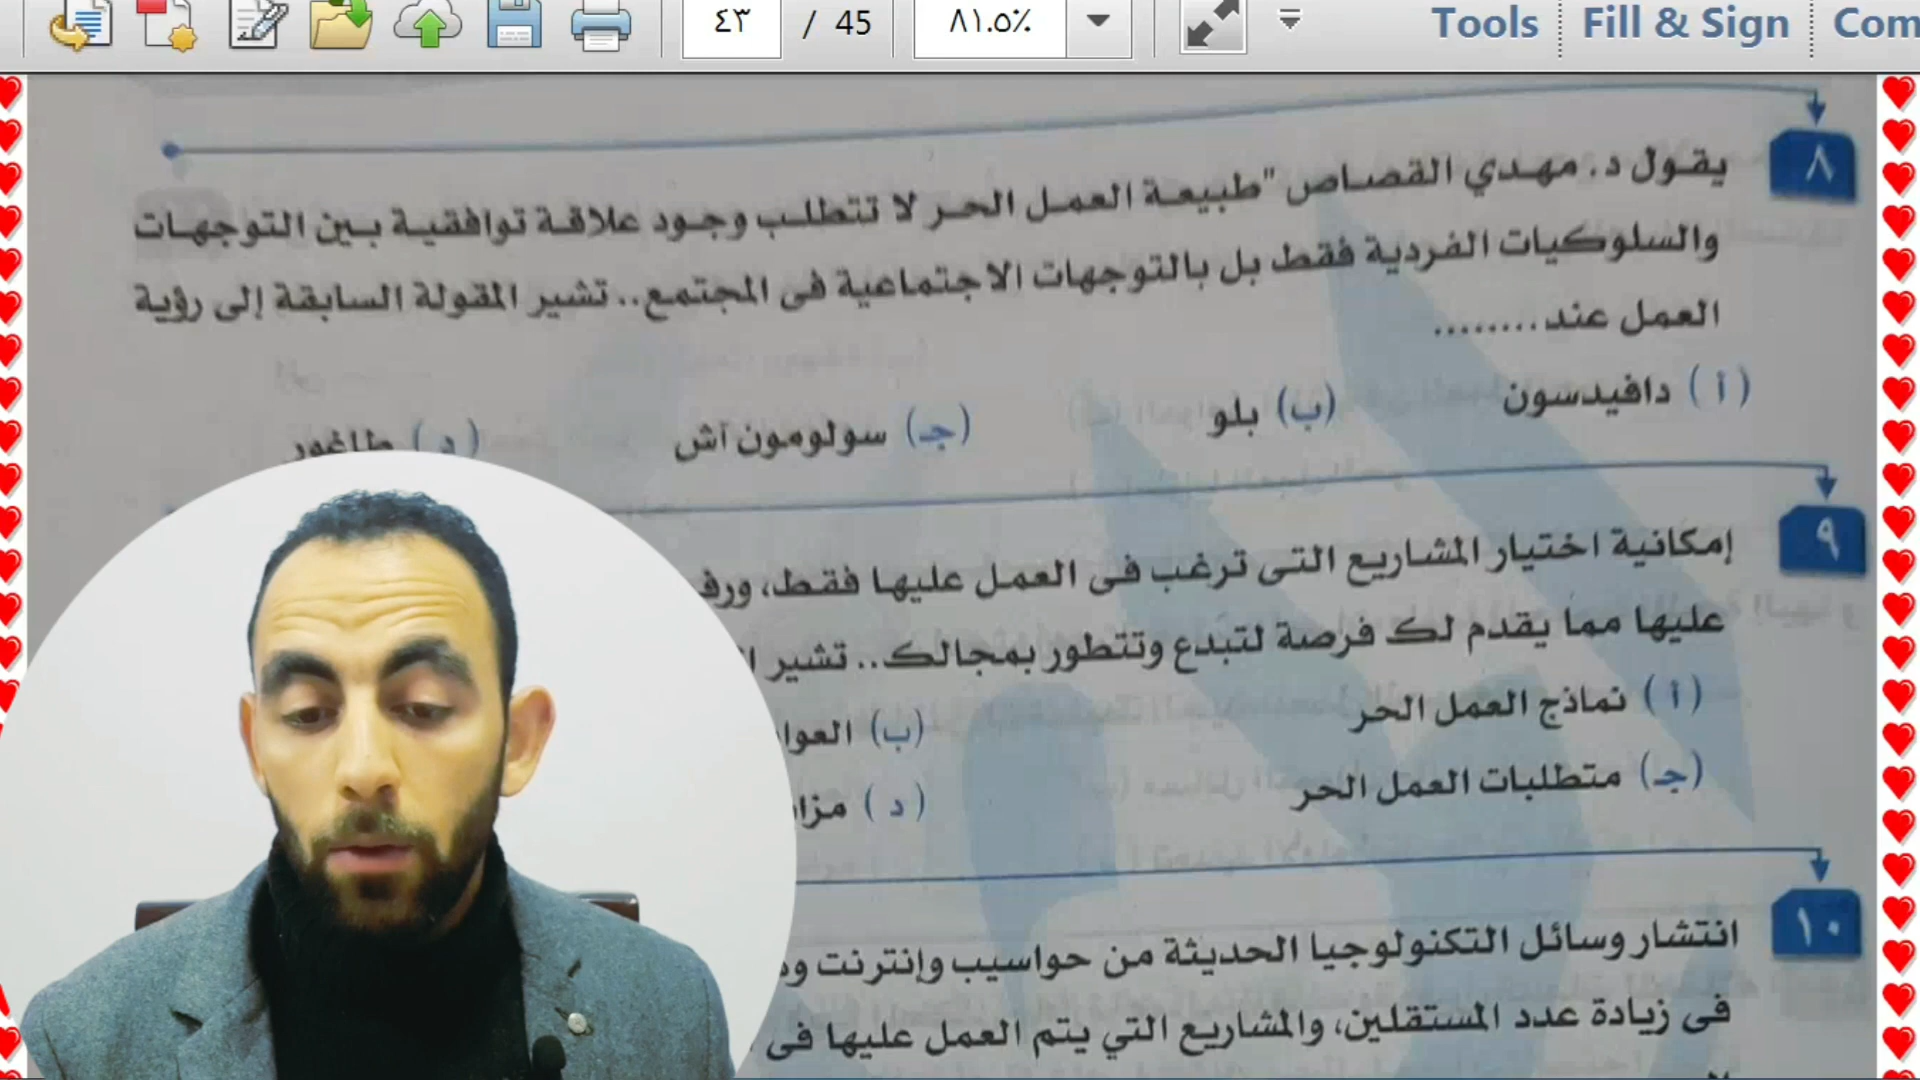 ٤٣ / 45 ٨١.٥٪ Tools Fill & Sign Com
٨
يقول د. مهدي القصاص "طبيعة العمل الحر لا تتطلب وجود علاقة توافقية بين التوجهات
والسلوكيات الفردية فقط بل بالتوجهات الاجتماعية فى المجتمع.. تشير المقولة السابقة إلى رؤية
العمل عند ........
( أ ) دافيدسون (ب) بلو (جـ) سولومون آش ( د ) طاغور
٩
إمكانية اختيار المشاريع التى ترغب فى العمل عليها فقط، ورف
عليها مما يقدم لك فرصة لتبدع وتتطور بمجالك.. تشير
( أ ) نماذج العمل الحر (ب) العوا
(جـ) متطلبات العمل الحر ( د ) مزا
١٠
انتشار وسائل التكنولوجيا الحديثة من حواسيب وإنترنت
فى زيادة عدد المستقلين، والمشاريع التي يتم العمل عليها فى